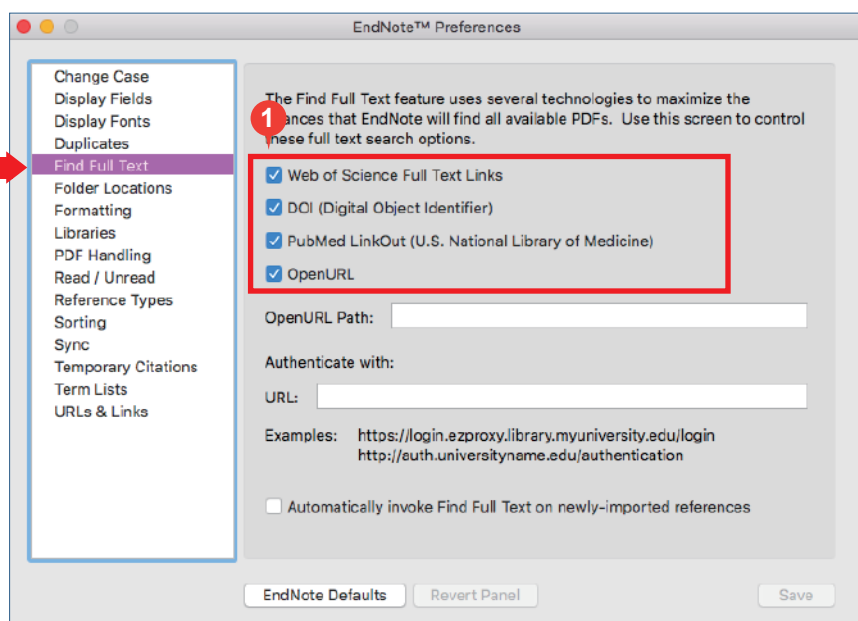 EndNote™ Preferences
Change Case
Display Fields
Display Fonts
Duplicates
Find Full Text
Folder Locations
Formatting
Libraries
PDF Handling
Read / Unread
Reference Types
Sorting
Sync
Temporary Citations
Term Lists
URLs & Links
The Find Full Text feature uses several technologies to maximize the
1
that EndNote will find all available PDFs. Use this screen to control
full text search options.
Web of Science Full Text Links
DOI (Digital Object Identifier)
PubMed LinkOut (U.S. National Library of Medicine)
OpenURL
OpenURL Path:
Authenticate with:
URL:
Examples: https://login.ezproxy.library.myuniversity.edu/login
http://auth.universityname.edu/authentication
Automatically invoke Find Full Text on newly-imported references
EndNote Defaults Revert Panel Save